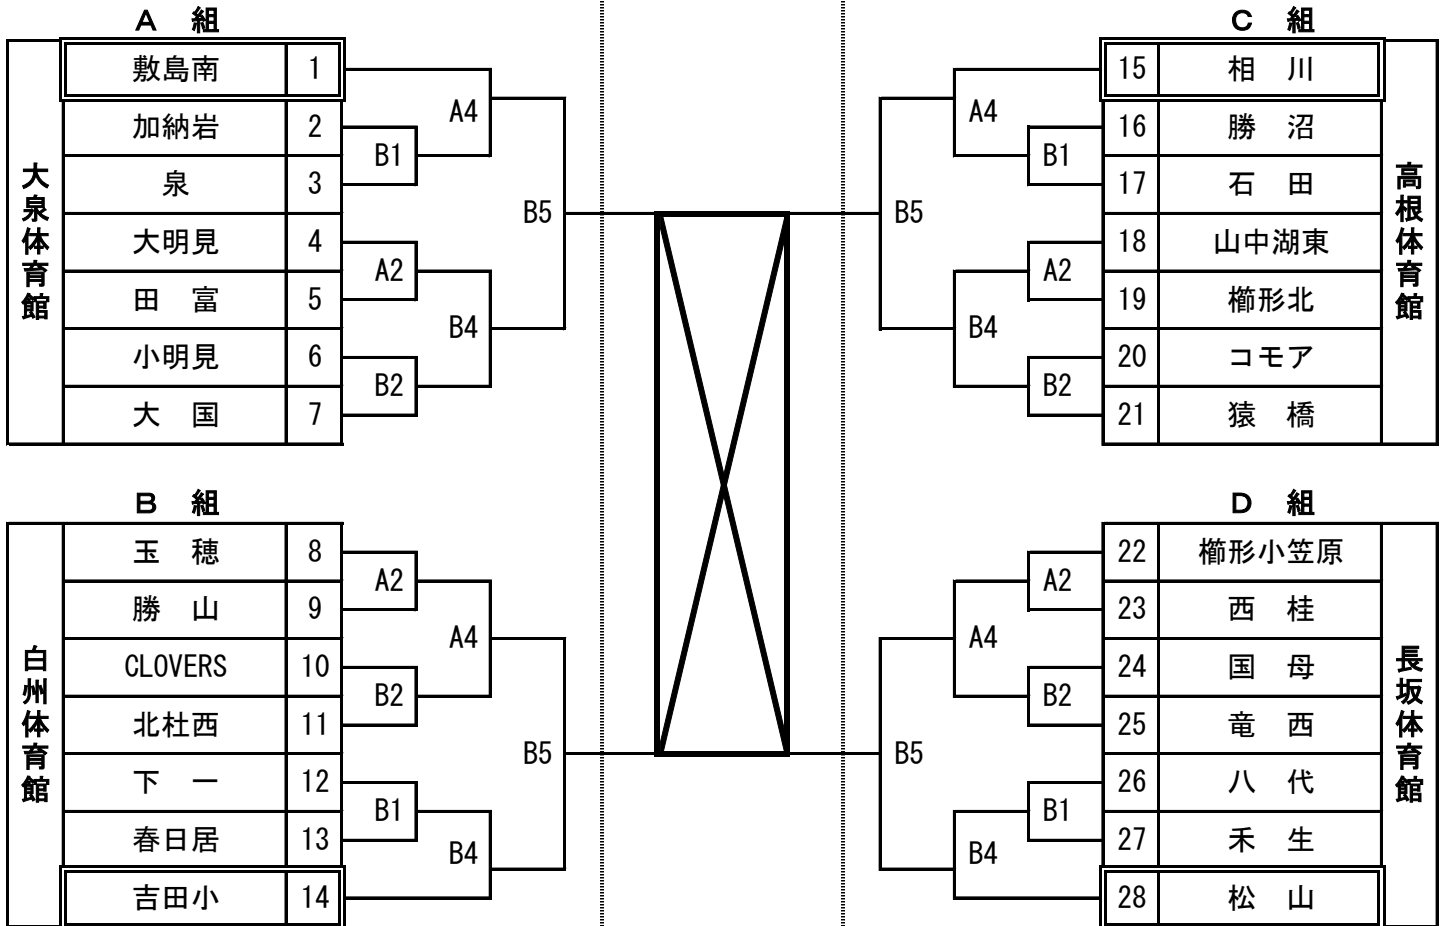 A 組
大泉体育館
敷島南 1
加納岩 2
泉 3
大明見 4
田 富 5
小明見 6
大 国 7
B1
A2
B2
A4
B4
B5
B 組
白州体育館
玉 穂 8
勝 山 9
CLOVERS 10
北杜西 11
下 一 12
春日居 13
吉田小 14
A2
B2
B1
A4
B4
B5
C 組
高根体育館
15 相 川
16 勝 沼
17 石 田
18 山中湖東
19 櫛形北
20 コモア
21 猿 橋
B1
A2
B2
A4
B4
B5
D 組
長坂体育館
22 櫛形小笠原
23 西 桂
24 国 母
25 竜 西
26 八 代
27 禾 生
28 松 山
A2
B2
B1
A4
B4
B5